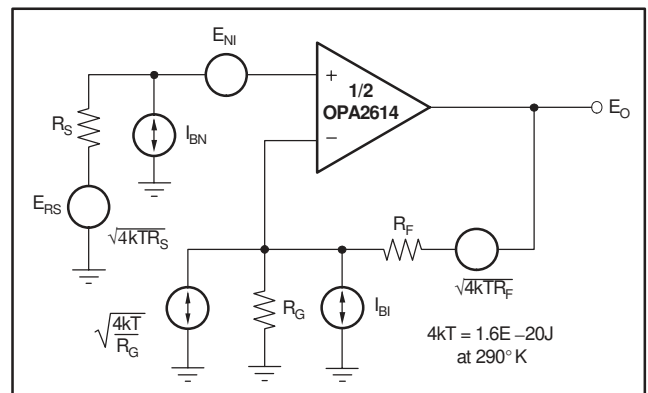 E_NI
+
1/2
OPA2614
−
E_O
R_S
I_BN
E_RS
√4kTR_S
R_F
√4kTR_F
√4kT/R_G
R_G
I_BI
4kT = 1.6E −20J
at 290° K